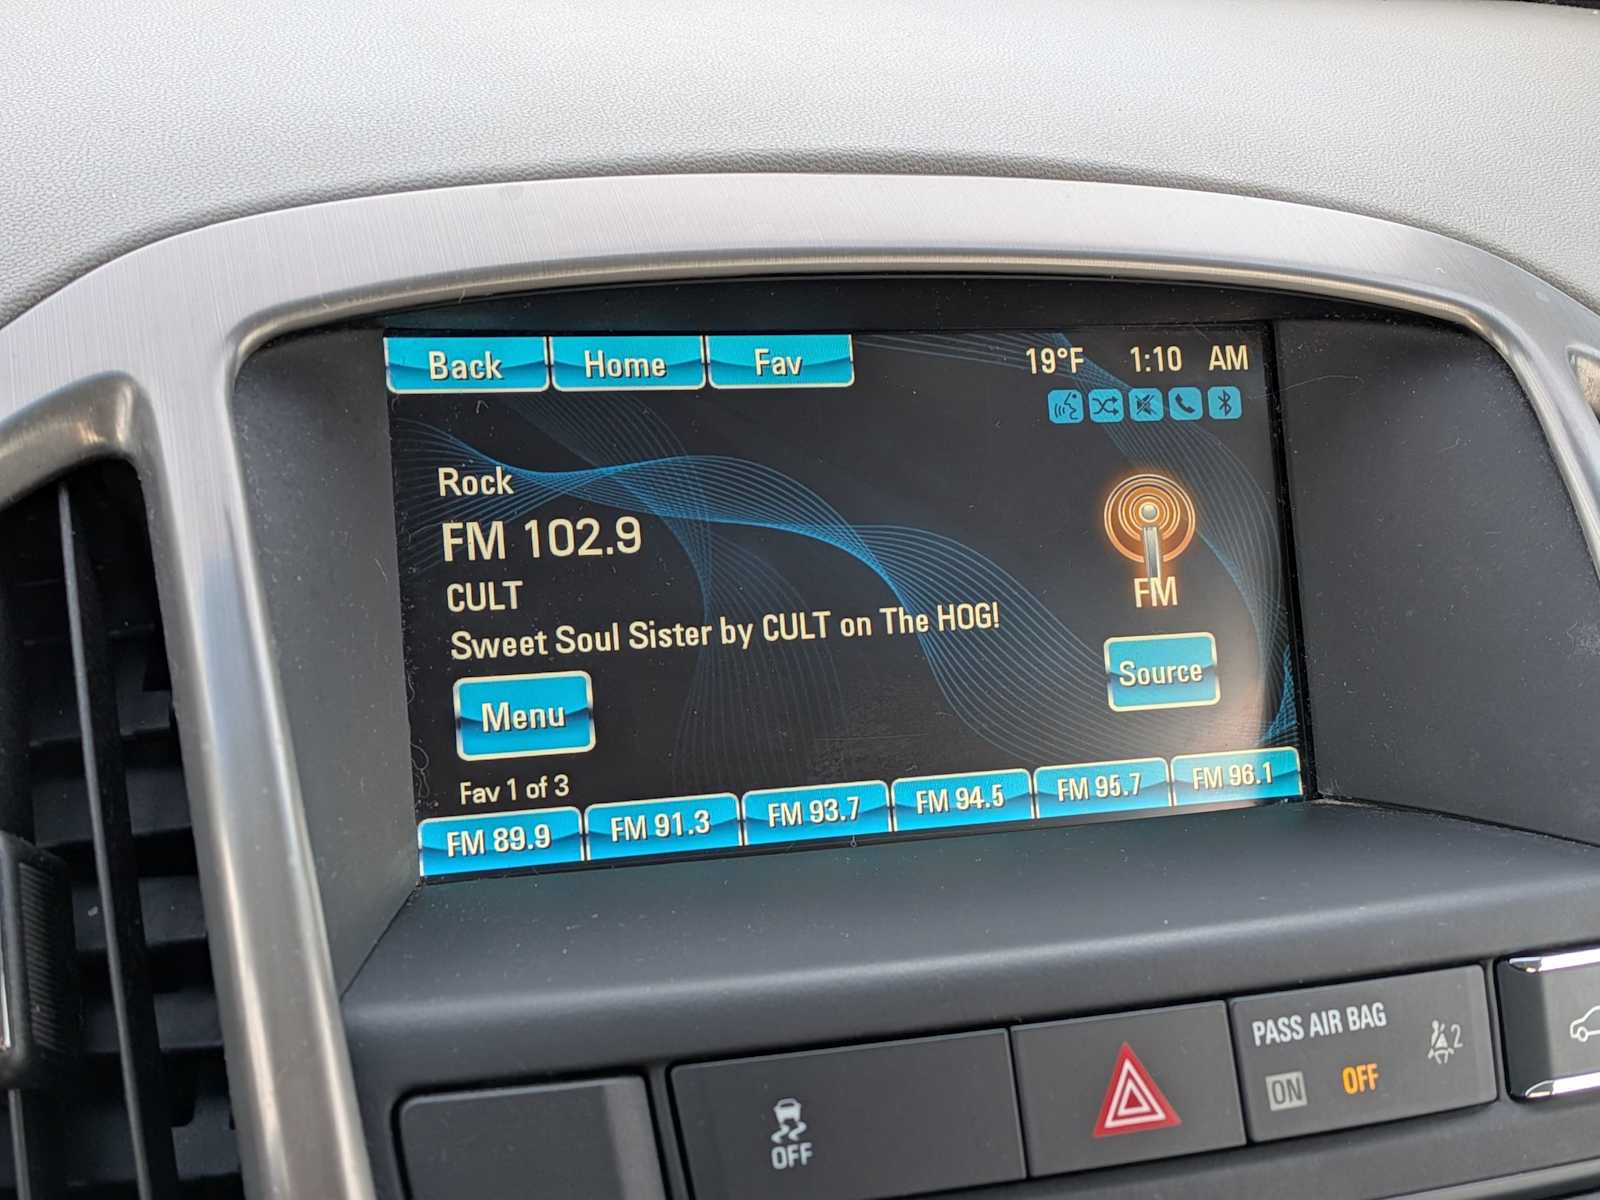 Back Home Fav 19°F 1:10 AM
Rock
FM 102.9
CULT
Sweet Soul Sister by CULT on The HOG!
FM
Source
Menu
Fav 1 of 3
FM 89.9 FM 91.3 FM 93.7 FM 94.5 FM 95.7 FM 96.1
OFF
PASS AIR BAG
ON OFF 2